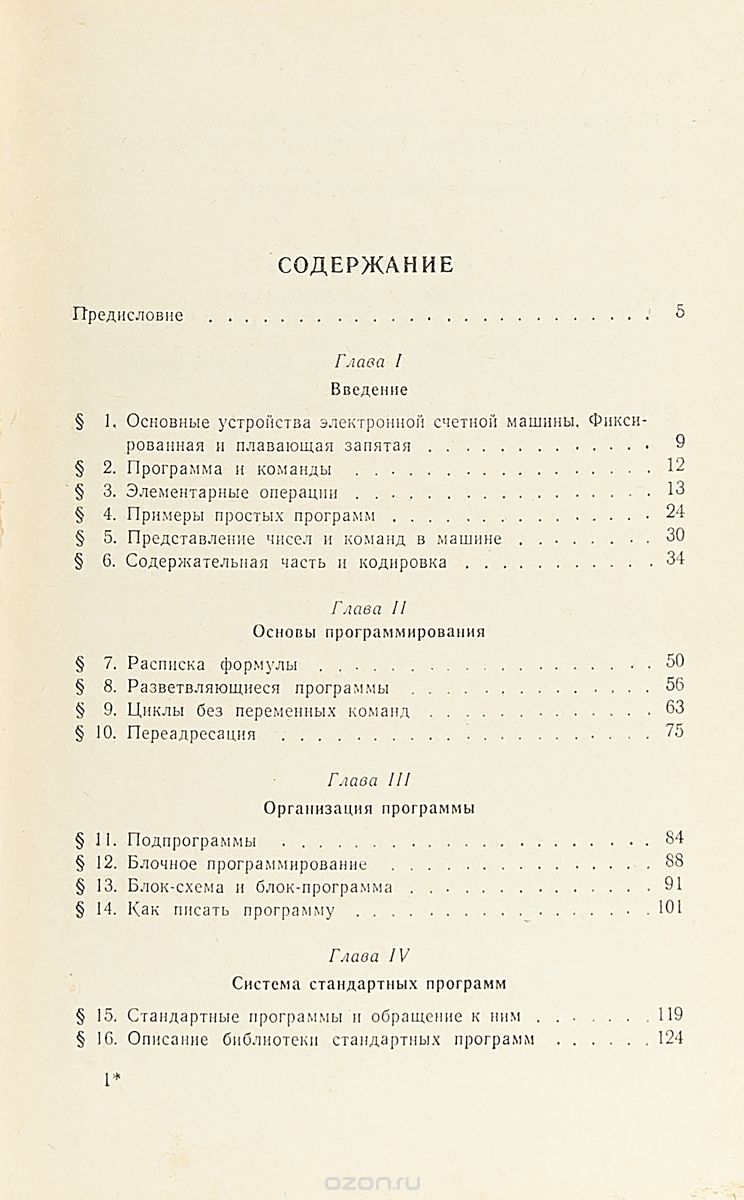 СОДЕРЖАНИЕ
Предисловие . . . . . . . . . . . . . . . . . . . . . . . . . 5
Глава I
Введение
§ 1. Основные устройства электронной счетной машины. Фикси-
рованная и плавающая запятая . . . . . . . . . . . . . 9
§ 2. Программа и команды . . . . . . . . . . . . . . . . . 12
§ 3. Элементарные операции . . . . . . . . . . . . . . . . . 13
§ 4. Примеры простых программ . . . . . . . . . . . . . . . 24
§ 5. Представление чисел и команд в машине . . . . . . . . 30
§ 6. Содержательная часть и кодировка . . . . . . . . . . . 34
Глава II
Основы программирования
§ 7. Расписка формулы . . . . . . . . . . . . . . . . . . . 50
§ 8. Разветвляющиеся программы . . . . . . . . . . . . . . 56
§ 9. Циклы без переменных команд . . . . . . . . . . . . . 63
§ 10. Переадресация . . . . . . . . . . . . . . . . . . . . . 75
Глава III
Организация программы
§ 11. Подпрограммы . . . . . . . . . . . . . . . . . . . . . 84
§ 12. Блочное программирование . . . . . . . . . . . . . . . 88
§ 13. Блок-схема и блок-программа . . . . . . . . . . . . . . 91
§ 14. Как писать программу . . . . . . . . . . . . . . . . . 101
Глава IV
Система стандартных программ
§ 15. Стандартные программы и обращение к ним . . . . . . . 119
§ 16. Описание библиотеки стандартных программ . . . . . . 124
1*
ozon.ru